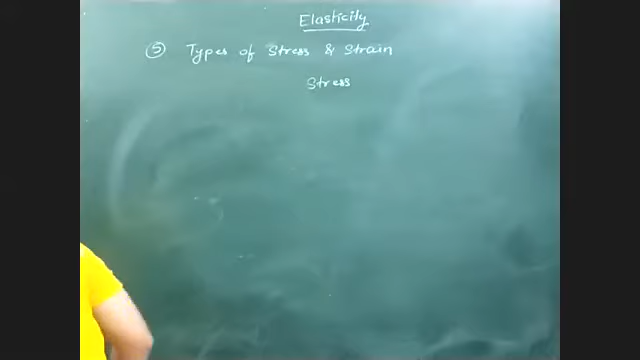 Elasticity
⑤ Types of Stress & Strain
Stress